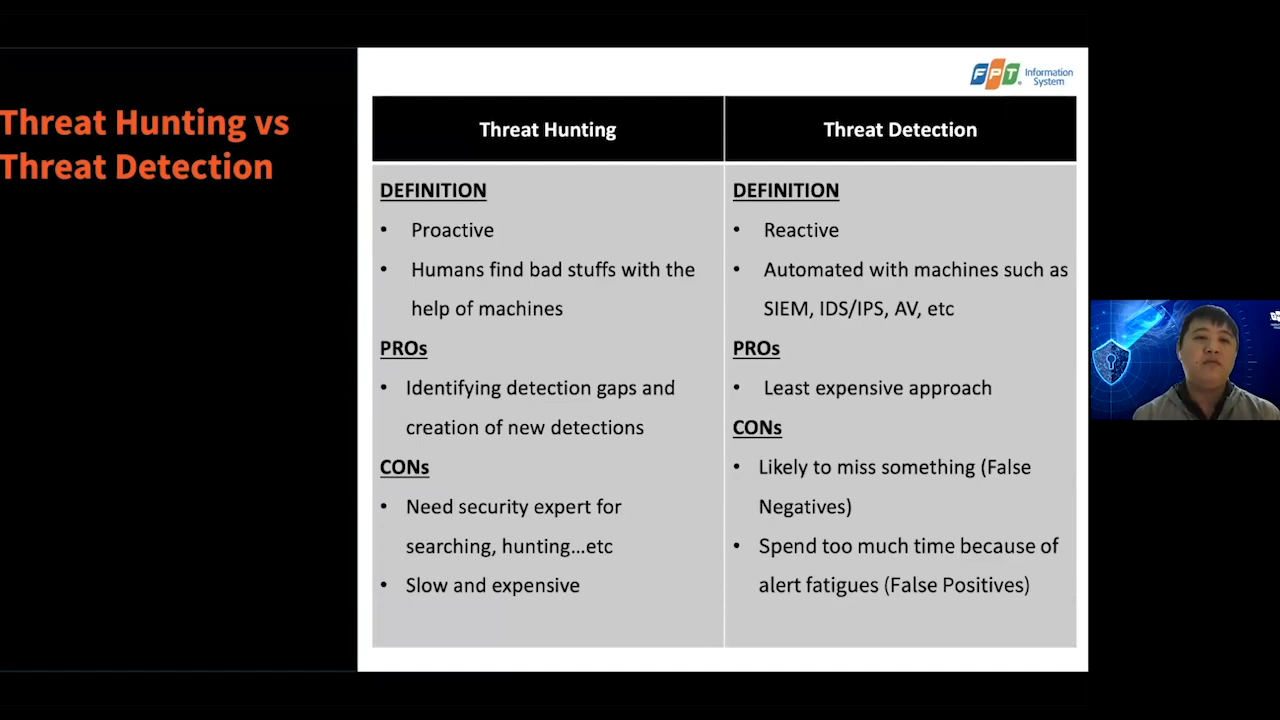 Threat Hunting vs
Threat Detection
FPT Information
System
Threat Hunting
DEFINITION
• Proactive
• Humans find bad stuffs with the
help of machines
PROs
• Identifying detection gaps and
creation of new detections
CONs
• Need security expert for
searching, hunting...etc
• Slow and expensive
Threat Detection
DEFINITION
• Reactive
• Automated with machines such as
SIEM, IDS/IPS, AV, etc
PROs
• Least expensive approach
CONs
• Likely to miss something (False
Negatives)
• Spend too much time because of
alert fatigues (False Positives)